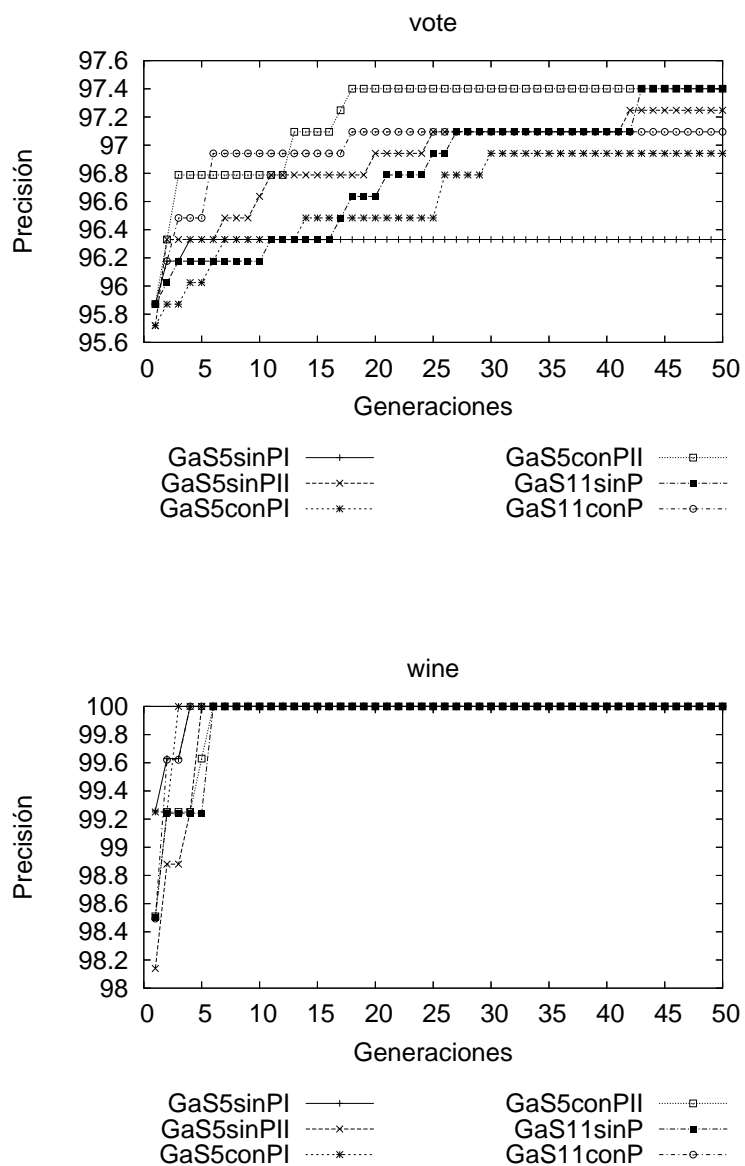 vote
97.6
97.4
97.2
97
96.8
96.6
96.4
96.2
96
95.8
95.6
Precisión
0 5 10 15 20 25 30 35 40 45 50
Generaciones
GaS5sinPI GaS5conPII
GaS5sinPII GaS11sinP
GaS5conPI GaS11conP
wine
100
99.8
99.6
99.4
99.2
99
98.8
98.6
98.4
98.2
98
Precisión
0 5 10 15 20 25 30 35 40 45 50
Generaciones
GaS5sinPI GaS5conPII
GaS5sinPII GaS11sinP
GaS5conPI GaS11conP